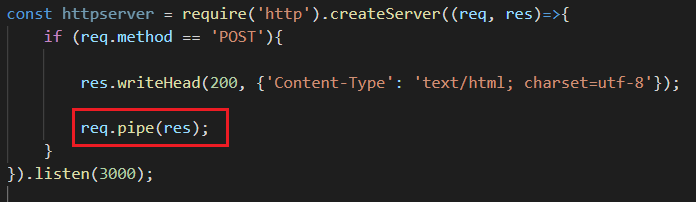 const httpserver = require('http').createServer((req, res)=>{
if (req.method == 'POST'){
res.writeHead(200, {'Content-Type': 'text/html; charset=utf-8'});
req.pipe(res);
}
}).listen(3000);